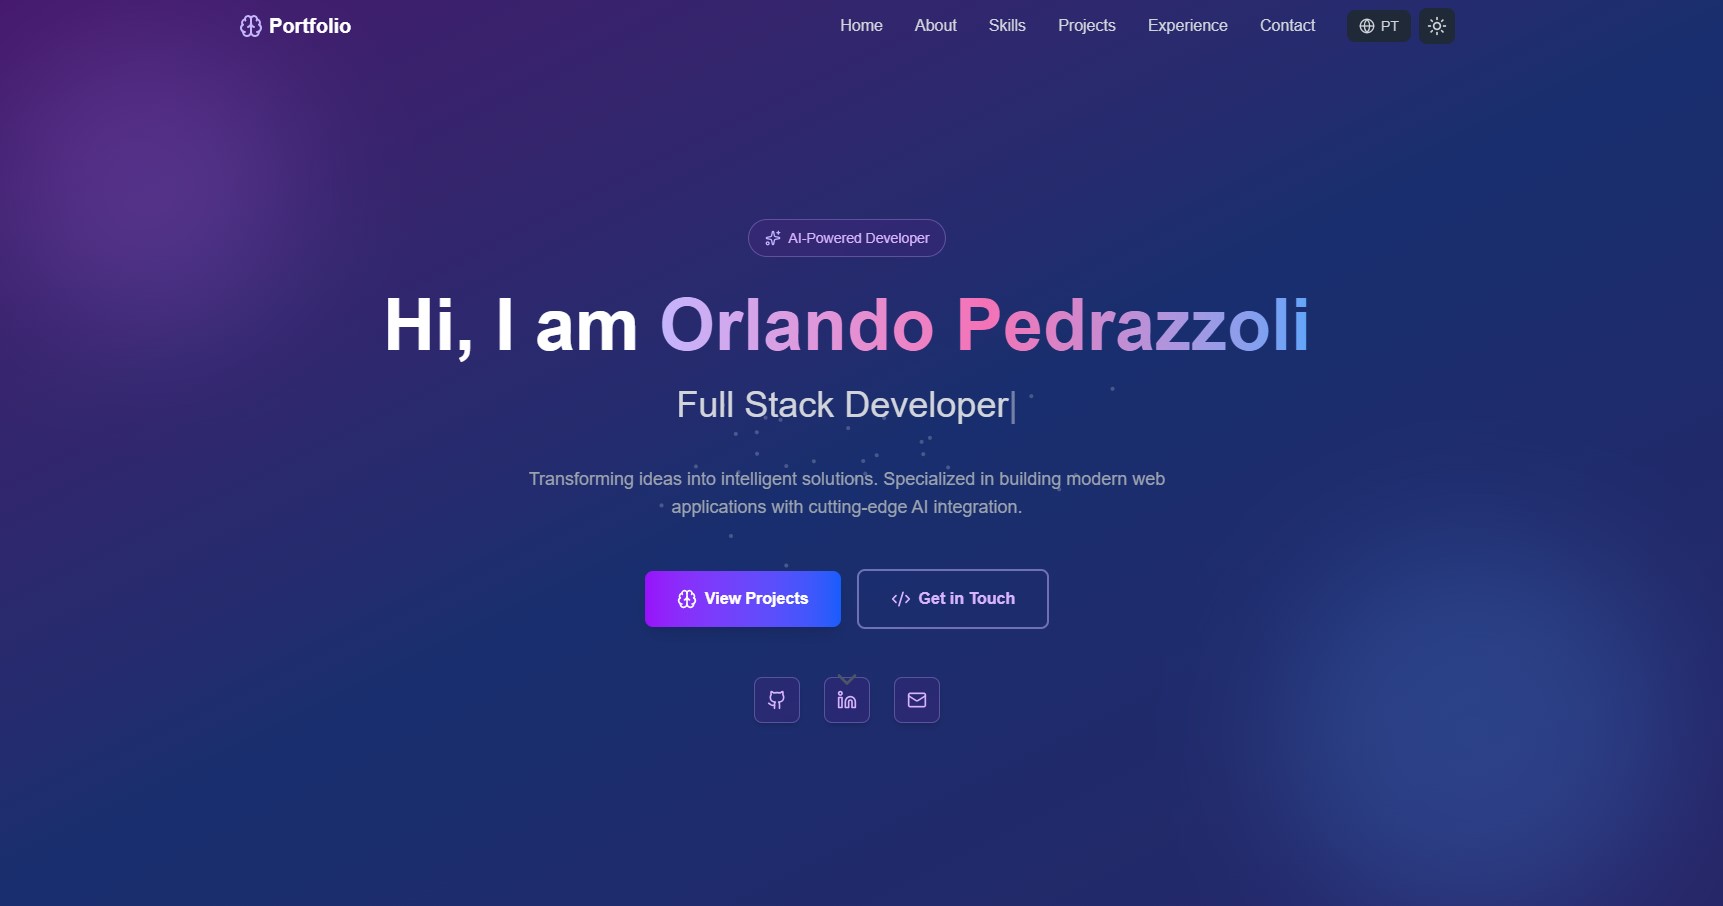 Portfolio
Home About Skills Projects Experience Contact PT
AI-Powered Developer
Hi, I am Orlando Pedrazzoli
Full Stack Developer|
Transforming ideas into intelligent solutions. Specialized in building modern web
applications with cutting-edge AI integration.
View Projects
Get in Touch